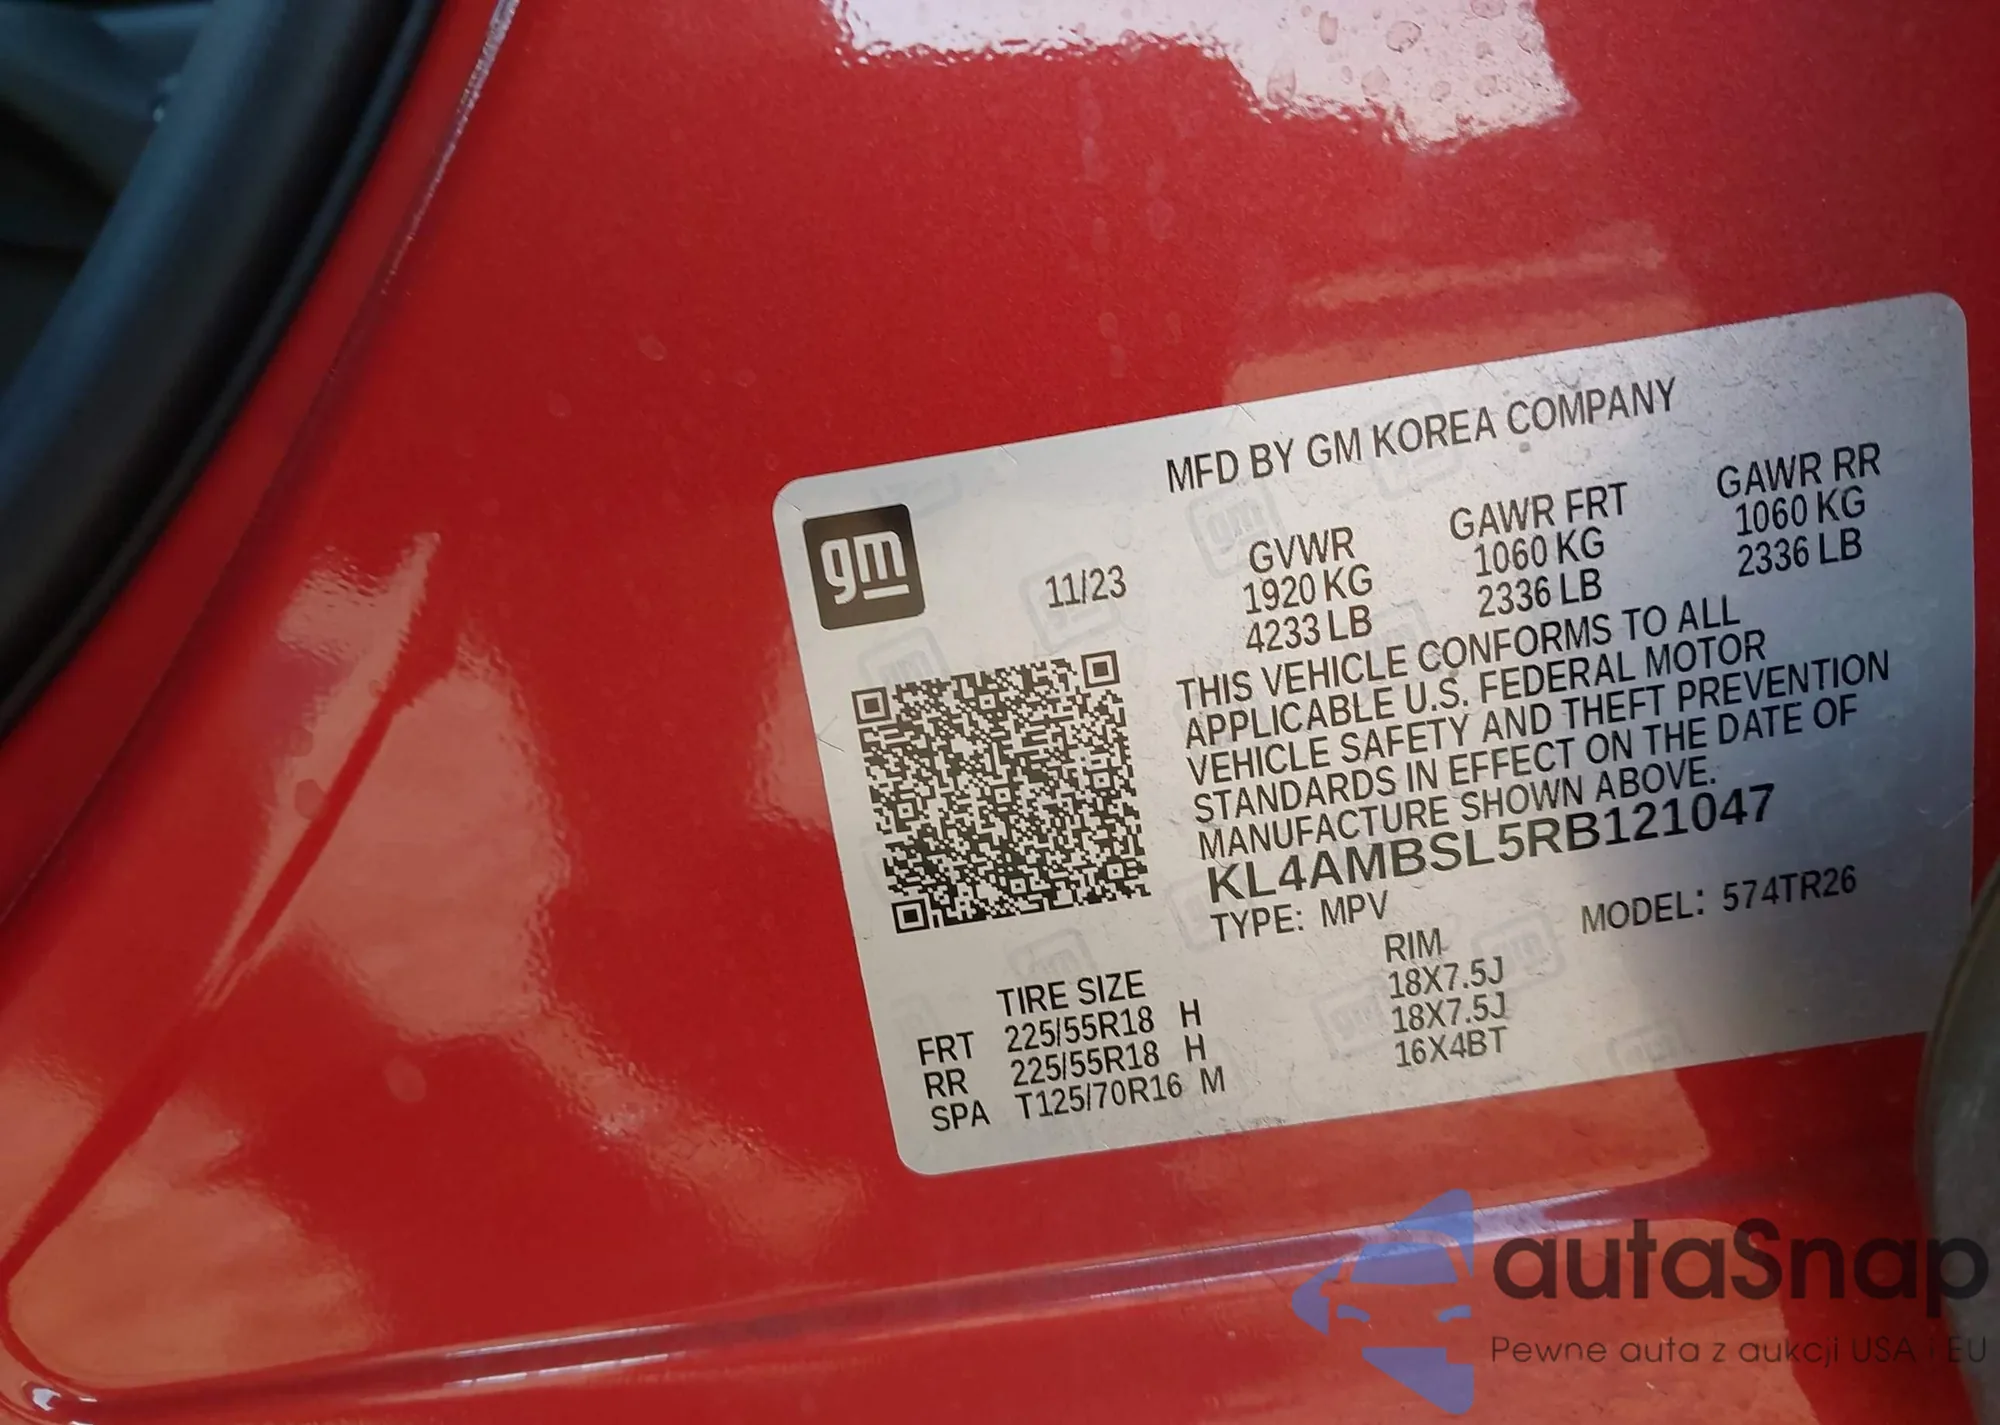 MFD BY GM KOREA COMPANY
gm
11/23
GVWR GAWR FRT GAWR RR
1920 KG 1060 KG 1060 KG
4233 LB 2336 LB 2336 LB
THIS VEHICLE CONFORMS TO ALL
APPLICABLE U.S. FEDERAL MOTOR
VEHICLE SAFETY AND THEFT PREVENTION
STANDARDS IN EFFECT ON THE DATE OF
MANUFACTURE SHOWN ABOVE.
KL4AMBSL5RB121047
TYPE: MPV MODEL: 574TR26
TIRE SIZE RIM
FRT 225/55R18 H 18X7.5J
RR 225/55R18 H 18X7.5J
SPA T125/70R16 M 16X4BT
autaSnap
Pewne auta z aukcji USA i EU